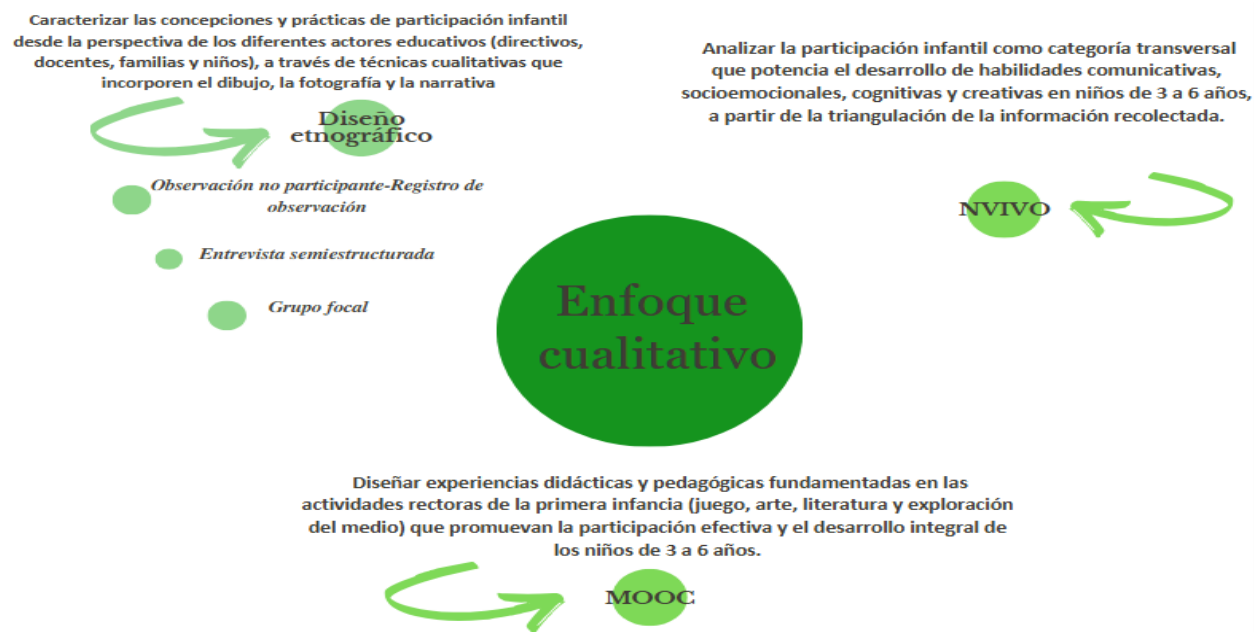 Caracterizar las concepciones y prácticas de participación infantil
desde la perspectiva de los diferentes actores educativos (directivos,
docentes, familias y niños), a través de técnicas cualitativas que
incorporen el dibujo, la fotografía y la narrativa
Diseño
etnográfico
Observación no participante-Registro de
observación
Entrevista semiestructurada
Grupo focal
Analizar la participación infantil como categoría transversal
que potencia el desarrollo de habilidades comunicativas,
socioemocionales, cognitivas y creativas en niños de 3 a 6 años,
a partir de la triangulación de la información recolectada.
NVIVO
Enfoque
cualitativo
Diseñar experiencias didácticas y pedagógicas fundamentadas en las
actividades rectoras de la primera infancia (juego, arte, literatura y exploración
del medio) que promuevan la participación efectiva y el desarrollo integral de
los niños de 3 a 6 años.
MOOC